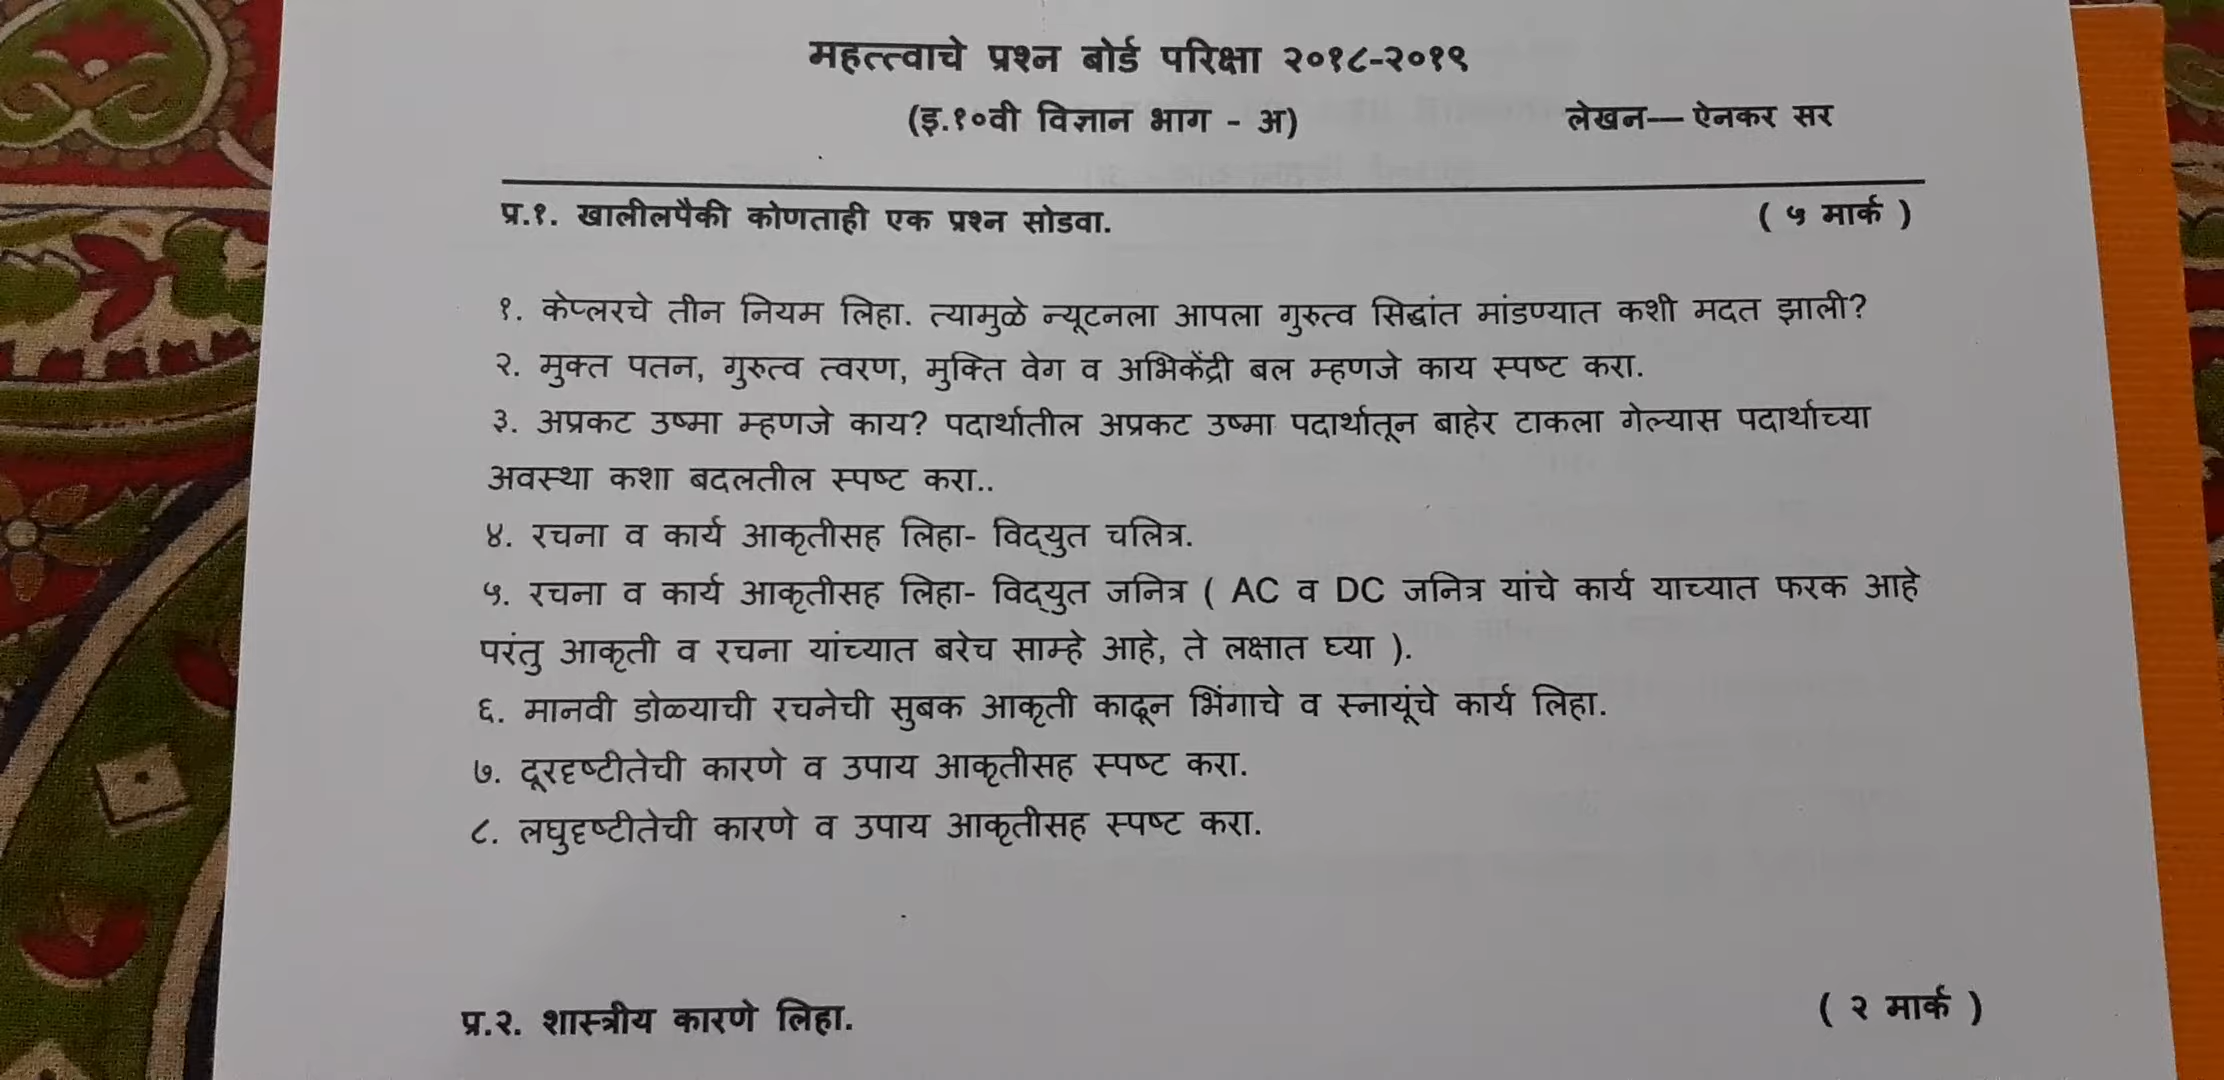 महत्त्वाचे प्रश्न बोर्ड परिक्षा २०१८-२०१९
(इ.१०वी विज्ञान भाग - अ) लेखन— ऐनकर सर
प्र.१. खालीलपैकी कोणताही एक प्रश्न सोडवा. ( ५ मार्क )
१. केप्लरचे तीन नियम लिहा. त्यामुळे न्यूटनला आपला गुरुत्व सिद्धांत मांडण्यात कशी मदत झाली?
२. मुक्त पतन, गुरुत्व त्वरण, मुक्ति वेग व अभिकेंद्री बल म्हणजे काय स्पष्ट करा.
३. अप्रकट उष्मा म्हणजे काय? पदार्थातील अप्रकट उष्मा पदार्थातून बाहेर टाकला गेल्यास पदार्थाच्या
अवस्था कशा बदलतील स्पष्ट करा..
४. रचना व कार्य आकृतीसह लिहा- विद्‌युत चलित्र.
५. रचना व कार्य आकृतीसह लिहा- विद्‌युत जनित्र ( AC व DC जनित्र यांचे कार्य याच्यात फरक आहे
परंतु आकृती व रचना यांच्यात बरेच साम्हे आहे, ते लक्षात घ्या ).
६. मानवी डोळ्याची रचनेची सुबक आकृती काढून भिंगाचे व स्नायूंचे कार्य लिहा.
७. दूरदृष्टीतेची कारणे व उपाय आकृतीसह स्पष्ट करा.
८. लघुदृष्टीतेची कारणे व उपाय आकृतीसह स्पष्ट करा.
प्र.२. शास्त्रीय कारणे लिहा. ( २ मार्क )